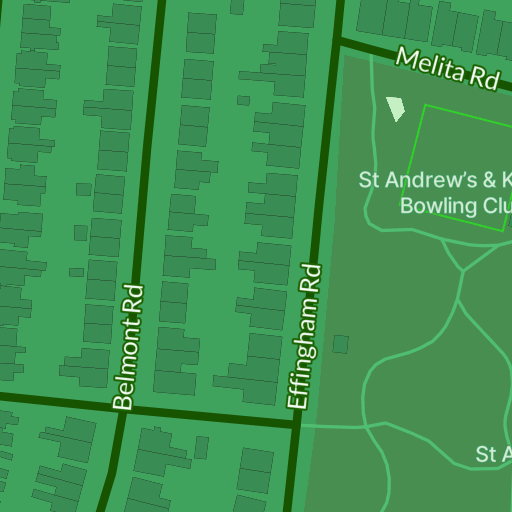 Melita Rd
St Andrew's & K
Bowling Clu
Effingham Rd
Belmont Rd
St A